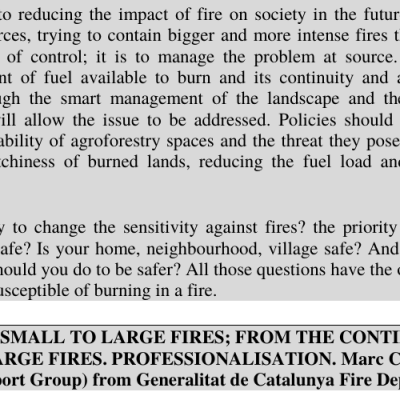 to reducing the impact of fire on society in the futur
rces, trying to contain bigger and more intense fires t
of control; it is to manage the problem at source.
nt of fuel available to burn and its continuity and a
ugh the smart management of the landscape and the
will allow the issue to be addressed. Policies should
ability of agroforestry spaces and the threat they pose
tchiness of burned lands, reducing the fuel load an
y to change the sensitivity against fires? the priority
afe? Is your home, neighbourhood, village safe? And
hould you do to be safer? All those questions have the
usceptible of burning in a fire.
SMALL TO LARGE FIRES; FROM THE CONTI
ARGE FIRES. PROFESSIONALISATION. Marc C
port Group) from Generalitat de Catalunya Fire De